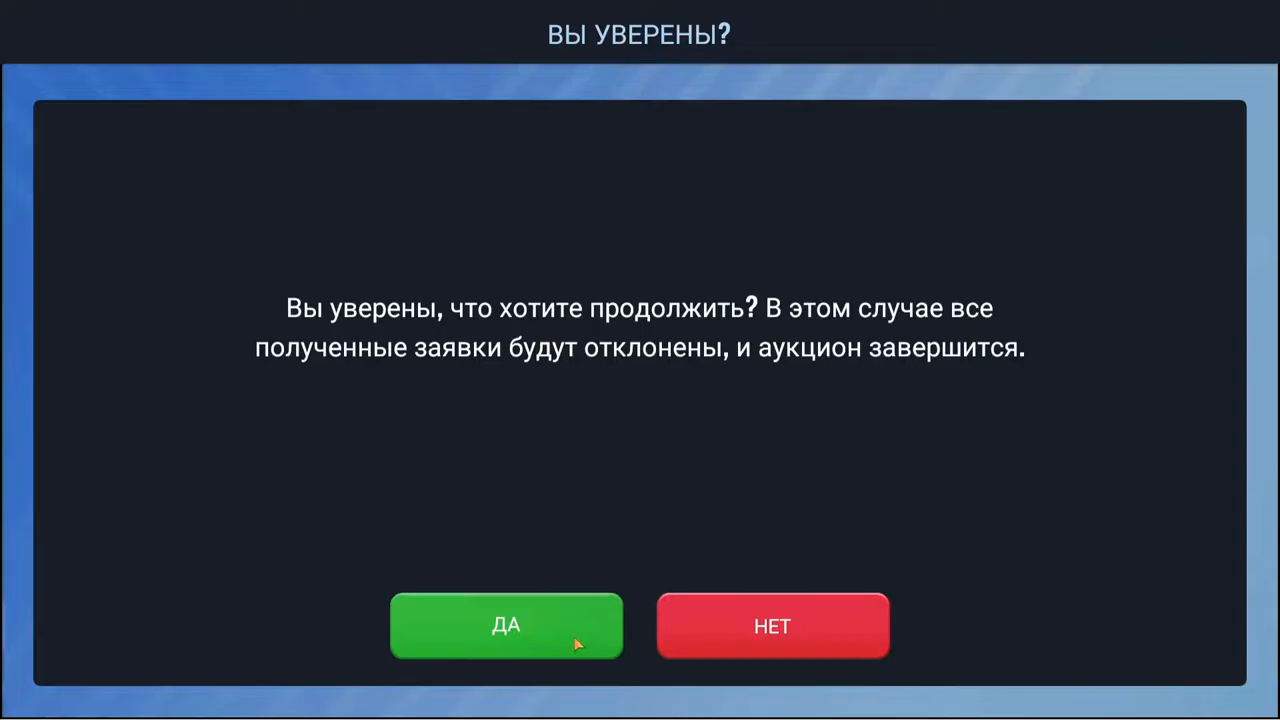 ВЫ УВЕРЕНЫ?
Вы уверены, что хотите продолжить? В этом случае все
полученные заявки будут отклонены, и аукцион завершится.
ДА
НЕТ